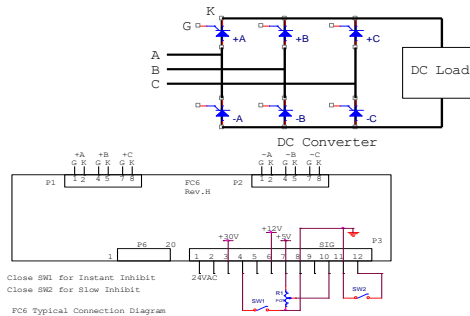 K
G
+A +B +C
A
B
C
DC Load
-A -B -C
DC Converter
+A +B +C -A -B -C
G K G K G K G K G K G K
P1 1 2 4 5 7 8 FC6 P2 1 2 4 5 7 8
Rev.H
+30V +12V +5V
P6 20 SIG P3
1 1 2 3 4 5 6 7 8 9 10 11 12
24VAC
Close SW1 for Instant Inhibit
Close SW2 for Slow Inhibit
R1
SW1 SW2
FC6 Typical Connection Diagram